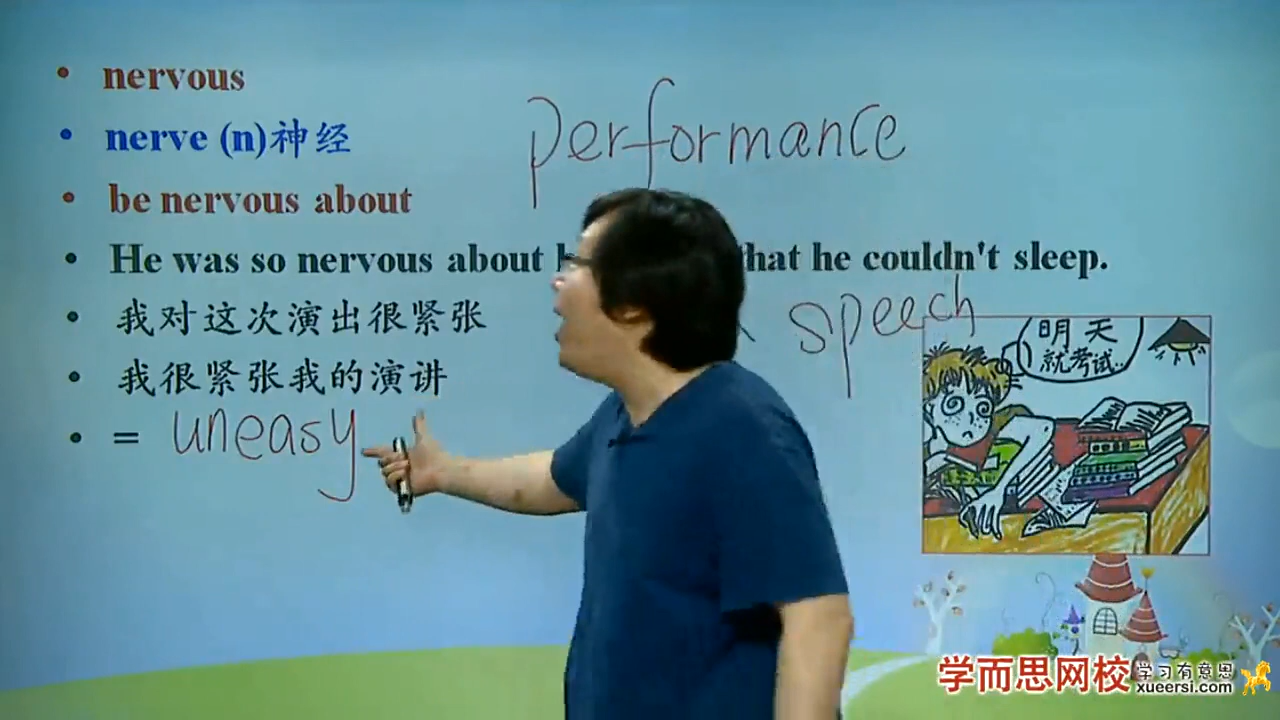 nervous
nerve (n)神经
performance
be nervous about
He was so nervous about that he couldn't sleep.
我对这次演出很紧张
speech
我很紧张我的演讲
= uneasy
明天
就考试..
学而思网校
学习有意思
xueersi.com